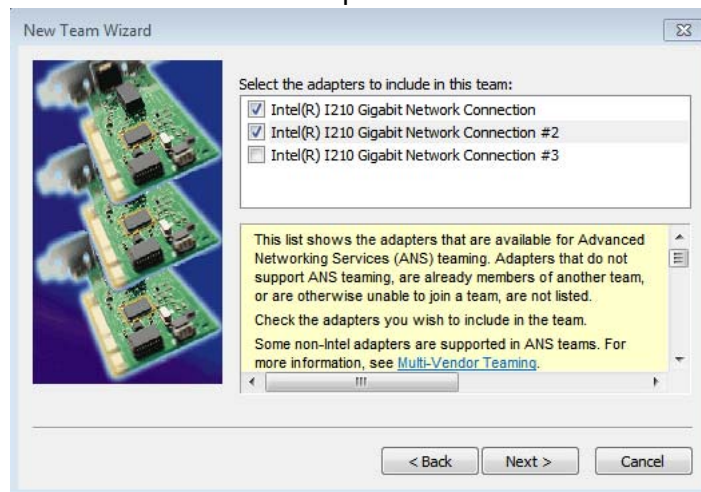 New Team Wizard
Select the adapters to include in this team:
Intel(R) I210 Gigabit Network Connection
Intel(R) I210 Gigabit Network Connection #2
Intel(R) I210 Gigabit Network Connection #3
This list shows the adapters that are available for Advanced
Networking Services (ANS) teaming. Adapters that do not
support ANS teaming, are already members of another team,
or are otherwise unable to join a team, are not listed.
Check the adapters you wish to include in the team.
Some non-Intel adapters are supported in ANS teams. For
more information, see Multi-Vendor Teaming.
< Back Next > Cancel